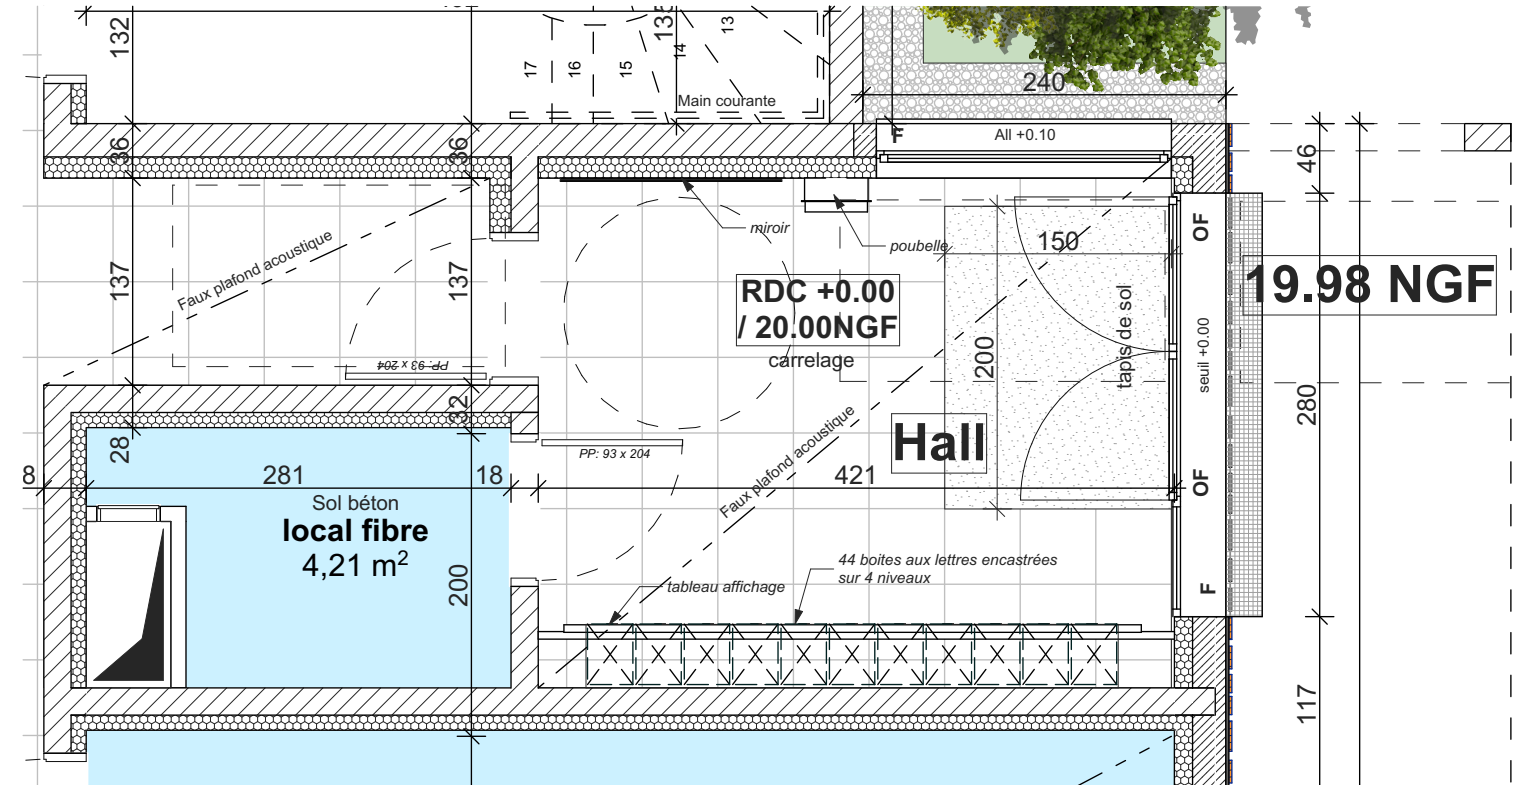 132
135
13
14
15
16
17
Main courante
240
F
All +0.10
36
36
46
miroir
poubelle
150
OF
Faux plafond acoustique
137
137
RDC +0.00
/ 20.00NGF
carrelage
200
tapis de sol
seuil +0.00
19.98 NGF
PP: 93 x 204
32
28
280
Hall
PP: 93 x 204
Faux plafond acoustique
8
281
18
421
OF
Sol béton
local fibre
4,21 m²
200
44 boites aux lettres encastrées
sur 4 niveaux
tableau affichage
F
117